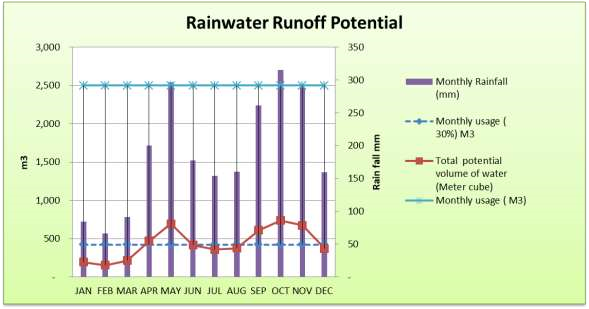 Rainwater Runoff Potential
3,000
2,500
2,000
1,500
1,000
500
-
m3
350
300
250
200
150
100
50
-
Rain fall mm
JAN FEB MAR APR MAY JUN JUL AUG SEP OCT NOV DEC
Monthly Rainfall
(mm)
Monthly usage (
30%) M3
Total potential
volume of water
(Meter cube)
Monthly usage ( M3)